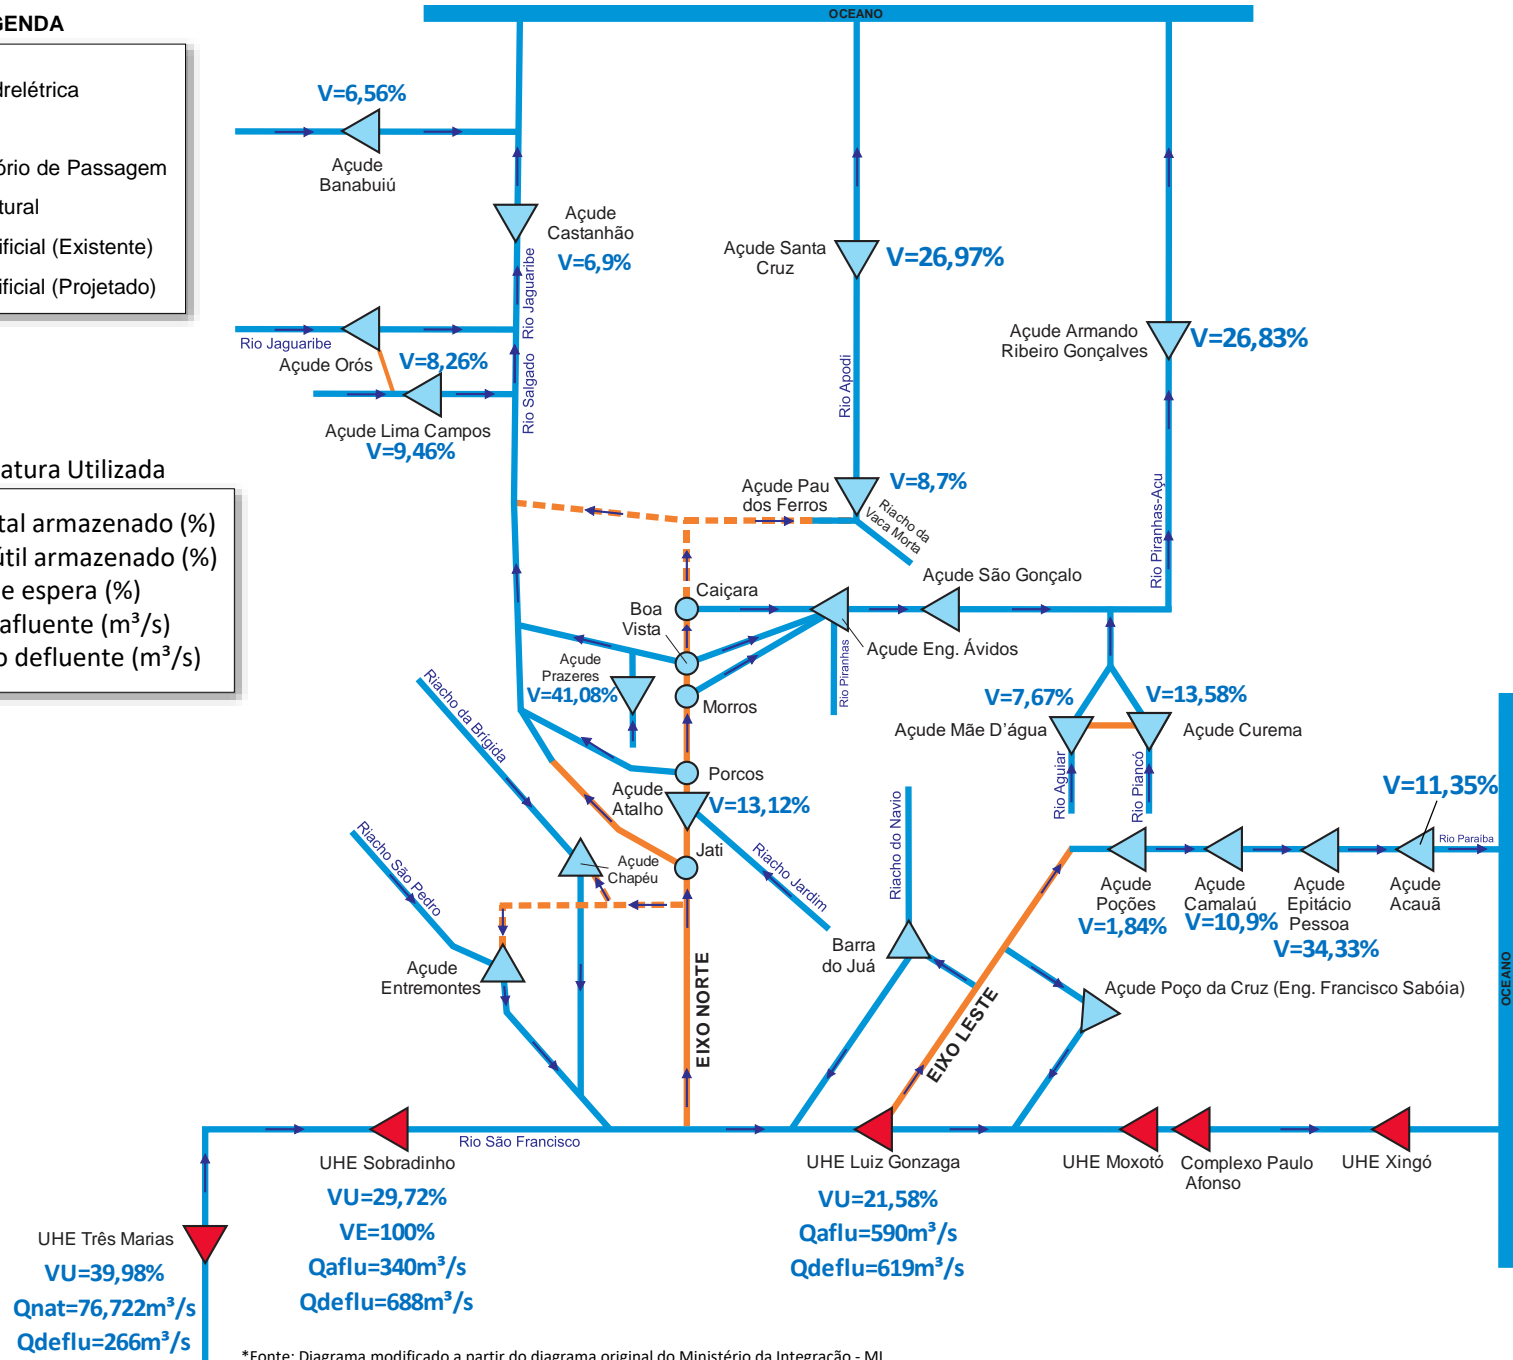 OCEANO
GENDA
drelétrica
ório de Passagem
tural
ificial (Existente)
ificial (Projetado)
V=6,56%
Açude
Banabuiú
Açude
Castanhão
V=6,9%
Rio Jaguaribe
Açude Santa
Cruz
V=26,97%
Açude Armando
Ribeiro Gonçalves
V=26,83%
Rio Jaguaribe
Açude Orós
V=8,26%
Rio Salgado
Rio Apodi
Açude Lima Campos
V=9,46%
atura Utilizada
tal armazenado (%)
útil armazenado (%)
e espera (%)
afluente (m³/s)
o defluente (m³/s)
Açude Pau
dos Ferros
V=8,7%
Riacho da
Vaca Morta
Rio Piranhas-Açu
Açude São Gonçalo
Caiçara
Boa
Vista
Açude Eng. Ávidos
Rio Piranhas
Açude
Prazeres
V=41,08%
Morros
Riacho da Brígida
V=7,67%
V=13,58%
Açude Mãe D’água
Açude Curema
Rio Aguiar
Rio Piancó
Porcos
Açude
Atalho
V=13,12%
V=11,35%
Riacho do Navio
Rio Paraíba
Riacho São Pedro
Açude
Chapéu
Jati
Riacho Jardim
Açude
Poções
V=1,84%
Açude
Camalaú
V=10,9%
Açude
Epitácio
Pessoa
V=34,33%
Açude
Acauã
Barra
do Juá
Açude
Entremontes
Açude Poço da Cruz (Eng. Francisco Sabóia)
OCEANO
EIXO NORTE
EIXO LESTE
Rio São Francisco
UHE Sobradinho
VU=29,72%
VE=100%
Qaflu=340m³/s
Qdeflu=688m³/s
UHE Luiz Gonzaga
VU=21,58%
Qaflu=590m³/s
Qdeflu=619m³/s
UHE Moxotó
Complexo Paulo
Afonso
UHE Xingó
UHE Três Marias
VU=39,98%
Qnat=76,722m³/s
Qdeflu=266m³/s
*Fonte: Diagrama modificado a partir do diagrama original do Ministério da Integração - MI